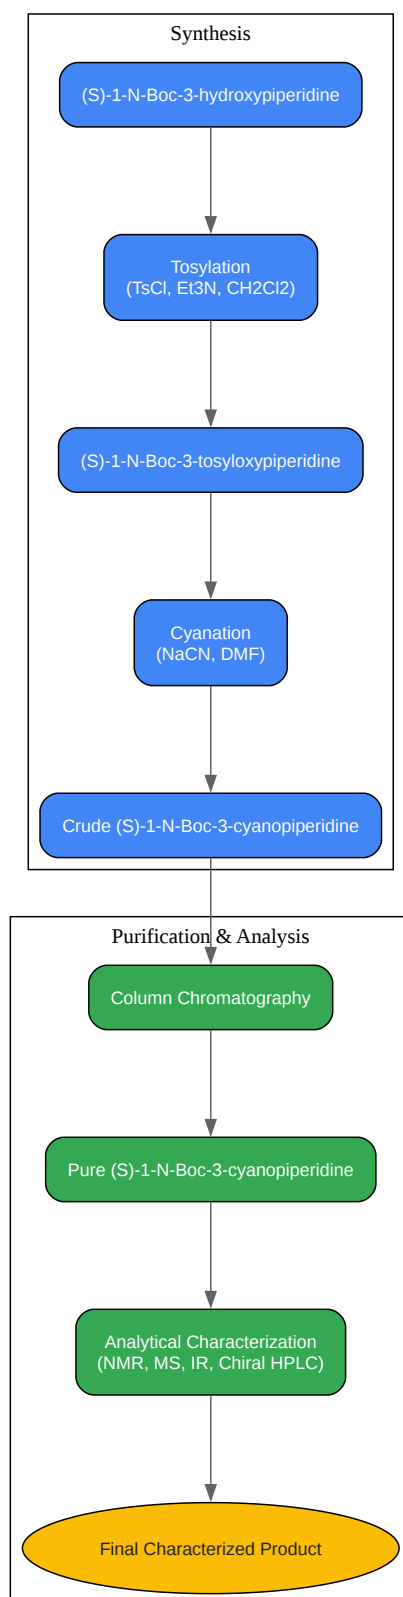 Synthesis
(S)-1-N-Boc-3-hydroxypiperidine
Tosylation
(TsCl, Et3N, CH2Cl2)
(S)-1-N-Boc-3-tosyloxypiperidine
Cyanation
(NaCN, DMF)
Crude (S)-1-N-Boc-3-cyanopiperidine
Purification & Analysis
Column Chromatography
Pure (S)-1-N-Boc-3-cyanopiperidine
Analytical Characterization
(NMR, MS, IR, Chiral HPLC)
Final Characterized Product